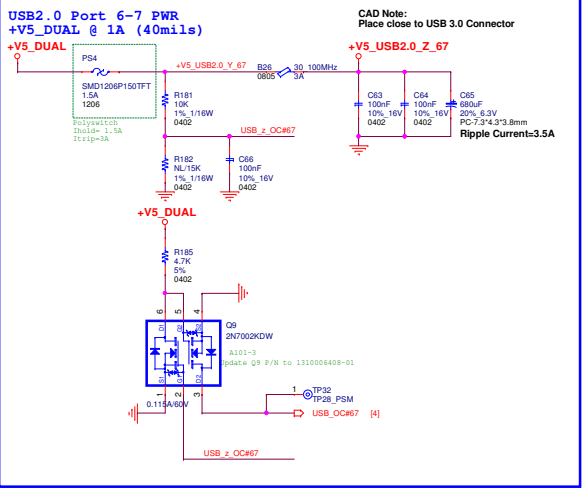 USB2.0 Port 6-7 PWR
+V5_DUAL @ 1A (40mils)
CAD Note:
Place close to USB 3.0 Connector
+V5_DUAL
PS4
SMD1206P150TFT
1.5A
1206
Polyswitch
Ihold= 1.5A
Itrip=3A
+V5_USB2.0_Y_67
B26
0805
30_100MHz
3A
+V5_USB2.0_Z_67
R181
10K
1%_1/16W
0402
C63
100nF
10%_16V
0402
C64
100nF
10%_16V
0402
C65
680uF
20%_6.3V
PC-7.3*4.3*3.8mm
Ripple Current=3.5A
USB_z_OC#67
R182
NL/15K
1%_1/16W
0402
C66
100nF
10%_16V
0402
+V5_DUAL
R185
4.7K
5%
0402
6
5
4
D1
G2
S2
Q9
2N7002KDW
A101-3
Update Q9 P/N to 1310006408-01
S1
G1
D2
1
2
3
0.115A/60V
1
TP32
TP28_PSM
USB_OC#67
[4]
USB_z_OC#67